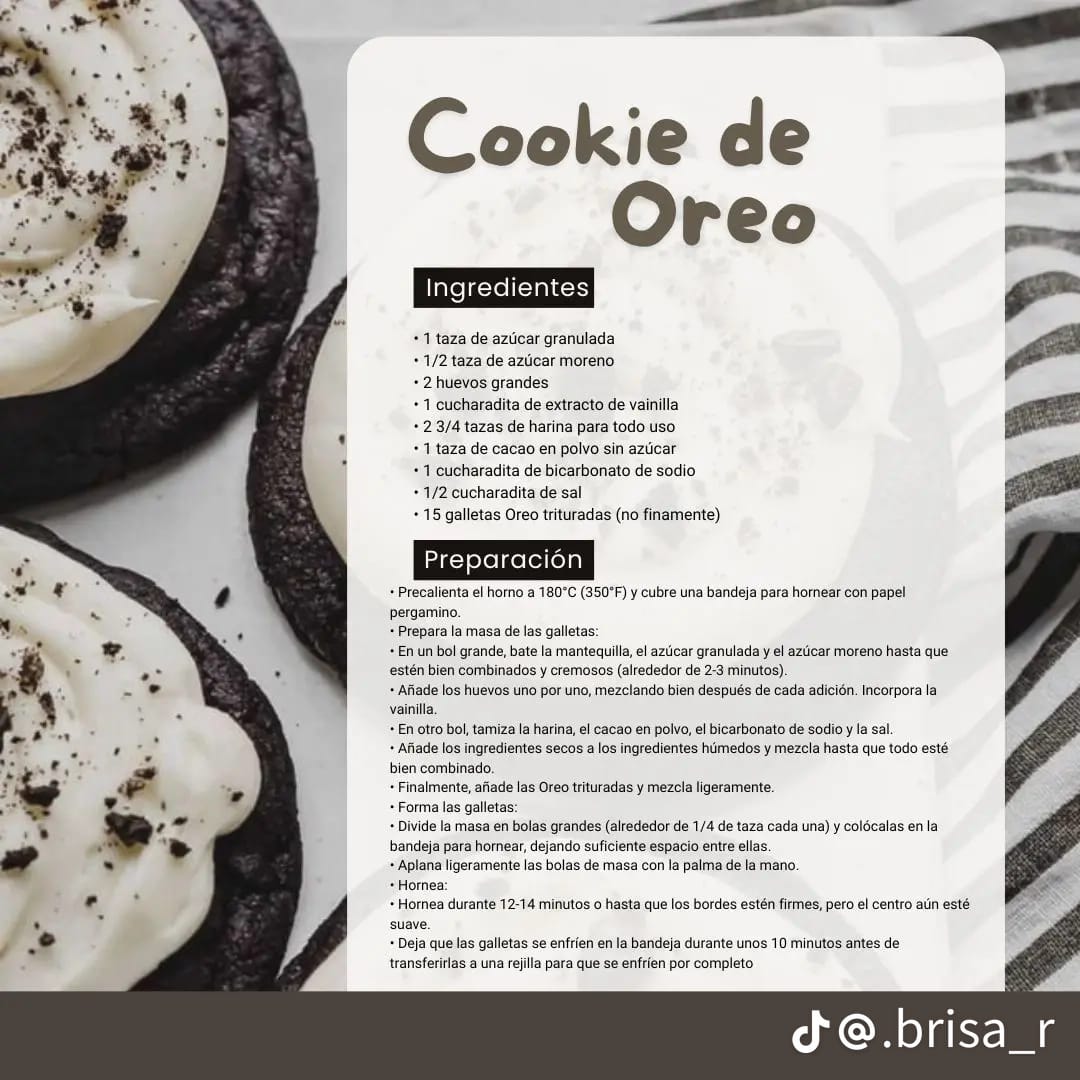 Cookie de
Oreo
Ingredientes
• 1 taza de azúcar granulada
• 1/2 taza de azúcar moreno
• 2 huevos grandes
• 1 cucharadita de extracto de vainilla
• 2 3/4 tazas de harina para todo uso
• 1 taza de cacao en polvo sin azúcar
• 1 cucharadita de bicarbonato de sodio
• 1/2 cucharadita de sal
• 15 galletas Oreo trituradas (no finamente)
Preparación
• Precalienta el horno a 180°C (350°F) y cubre una bandeja para hornear con papel
pergamino.
• Prepara la masa de las galletas:
• En un bol grande, bate la mantequilla, el azúcar granulada y el azúcar moreno hasta que
estén bien combinados y cremosos (alrededor de 2-3 minutos).
• Añade los huevos uno por uno, mezclando bien después de cada adición. Incorpora la
vainilla.
• En otro bol, tamiza la harina, el cacao en polvo, el bicarbonato de sodio y la sal.
• Añade los ingredientes secos a los ingredientes húmedos y mezcla hasta que todo esté
bien combinado.
• Finalmente, añade las Oreo trituradas y mezcla ligeramente.
• Forma las galletas:
• Divide la masa en bolas grandes (alrededor de 1/4 de taza cada una) y colócalas en la
bandeja para hornear, dejando suficiente espacio entre ellas.
• Aplana ligeramente las bolas de masa con la palma de la mano.
• Hornea:
• Hornea durante 12-14 minutos o hasta que los bordes estén firmes, pero el centro aún esté
suave.
• Deja que las galletas se enfríen en la bandeja durante unos 10 minutos antes de
transferirlas a una rejilla para que se enfríen por completo
@.brisa_r